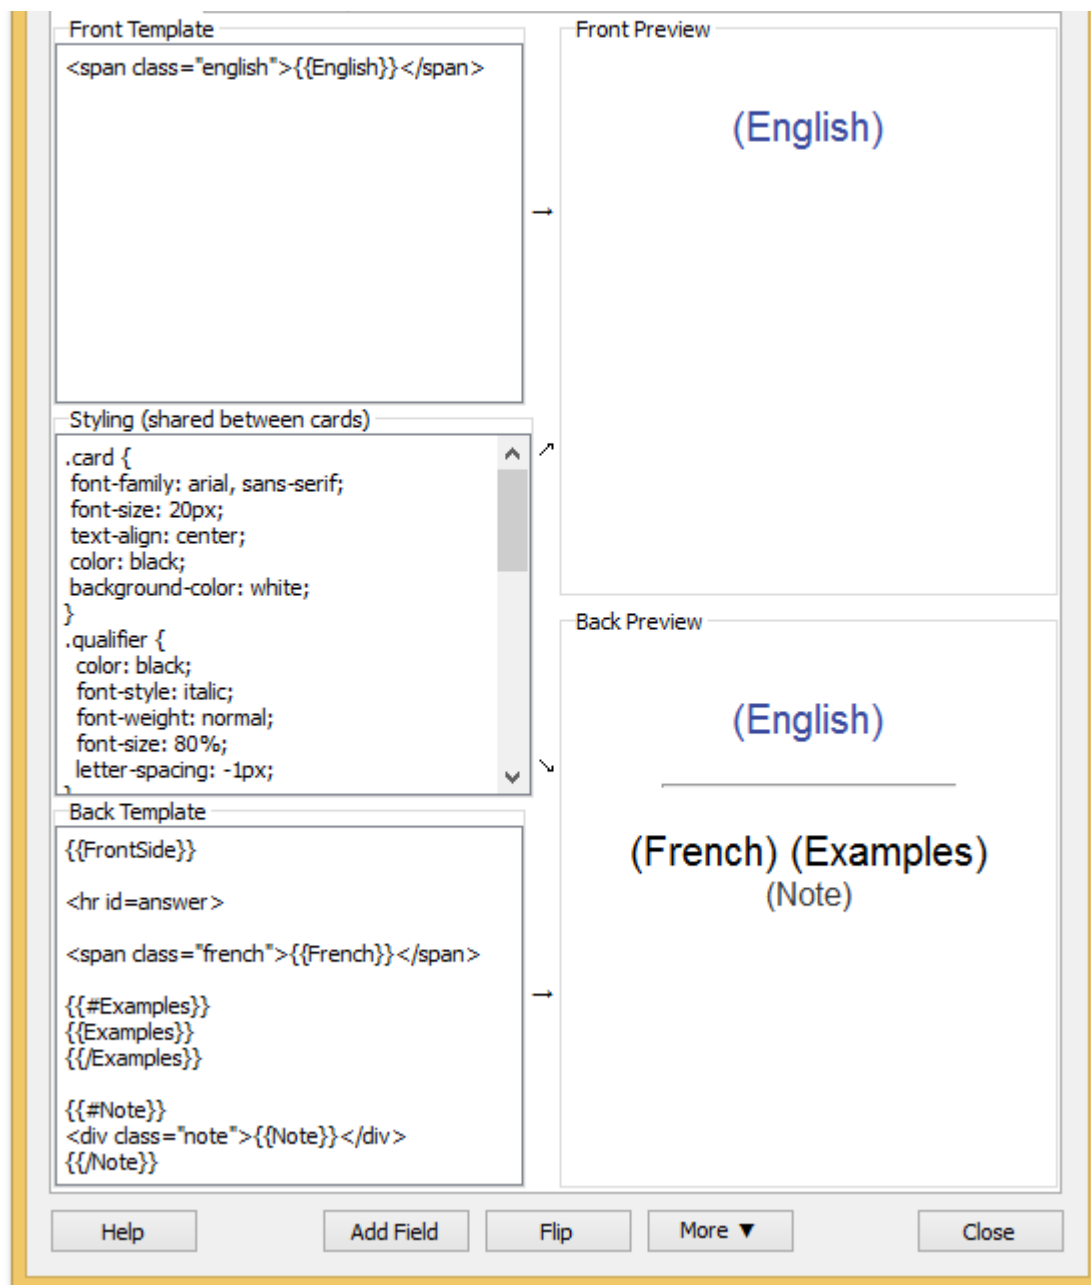 Front Template
<span class="english">{{English}}</span>
Styling (shared between cards)
.card {
font-family: arial, sans-serif;
font-size: 20px;
text-align: center;
color: black;
background-color: white;
}
.qualifier {
color: black;
font-style: italic;
font-weight: normal;
font-size: 80%;
letter-spacing: -1px;
}
Back Template
{{FrontSide}}
<hr id=answer>
<span class="french">{{French}}</span>
{{#Examples}}
{{Examples}}
{{/Examples}}
{{#Note}}
<div class="note">{{Note}}</div>
{{/Note}}
→
↗
↘
→
Front Preview
(English)
Back Preview
(English)
(French) (Examples)
(Note)
Help
Add Field
Flip
More ▼
Close